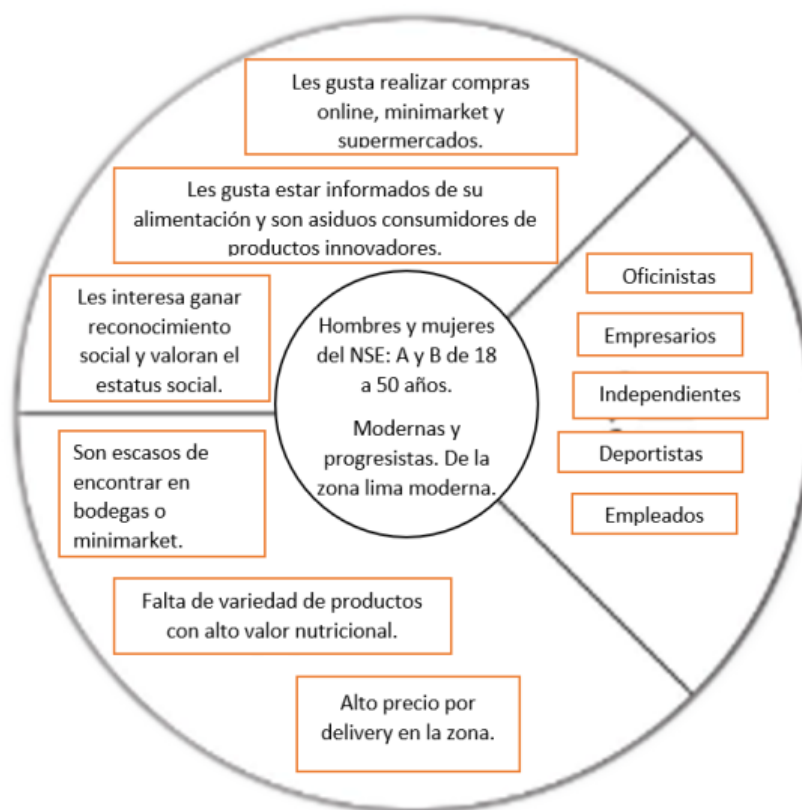 Les gusta realizar compras
online, minimarket y
supermercados.
Les gusta estar informados de su
alimentación y son asiduos consumidores de
productos innovadores.
Les interesa ganar
reconocimiento
social y valoran el
estatus social.
Hombres y mujeres
del NSE: A y B de 18
a 50 años.
Modernas y
progresistas. De la
zona lima moderna.
Oficinistas
Empresarios
Independientes
Deportistas
Empleados
Son escasos de
encontrar en
bodegas o
minimarket.
Falta de variedad de productos
con alto valor nutricional.
Alto precio por
delivery en la zona.